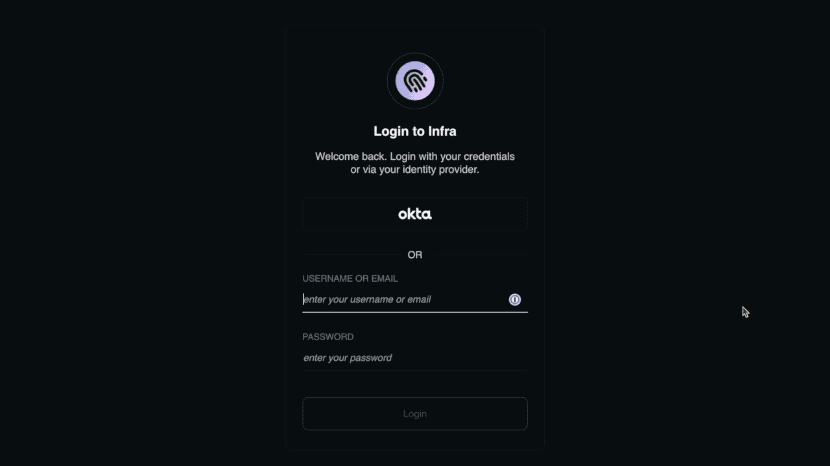 Login to Infra
Welcome back. Login with your credentials
or via your identity provider.
okta
OR
USERNAME OR EMAIL
enter your username or email
PASSWORD
enter your password
Login